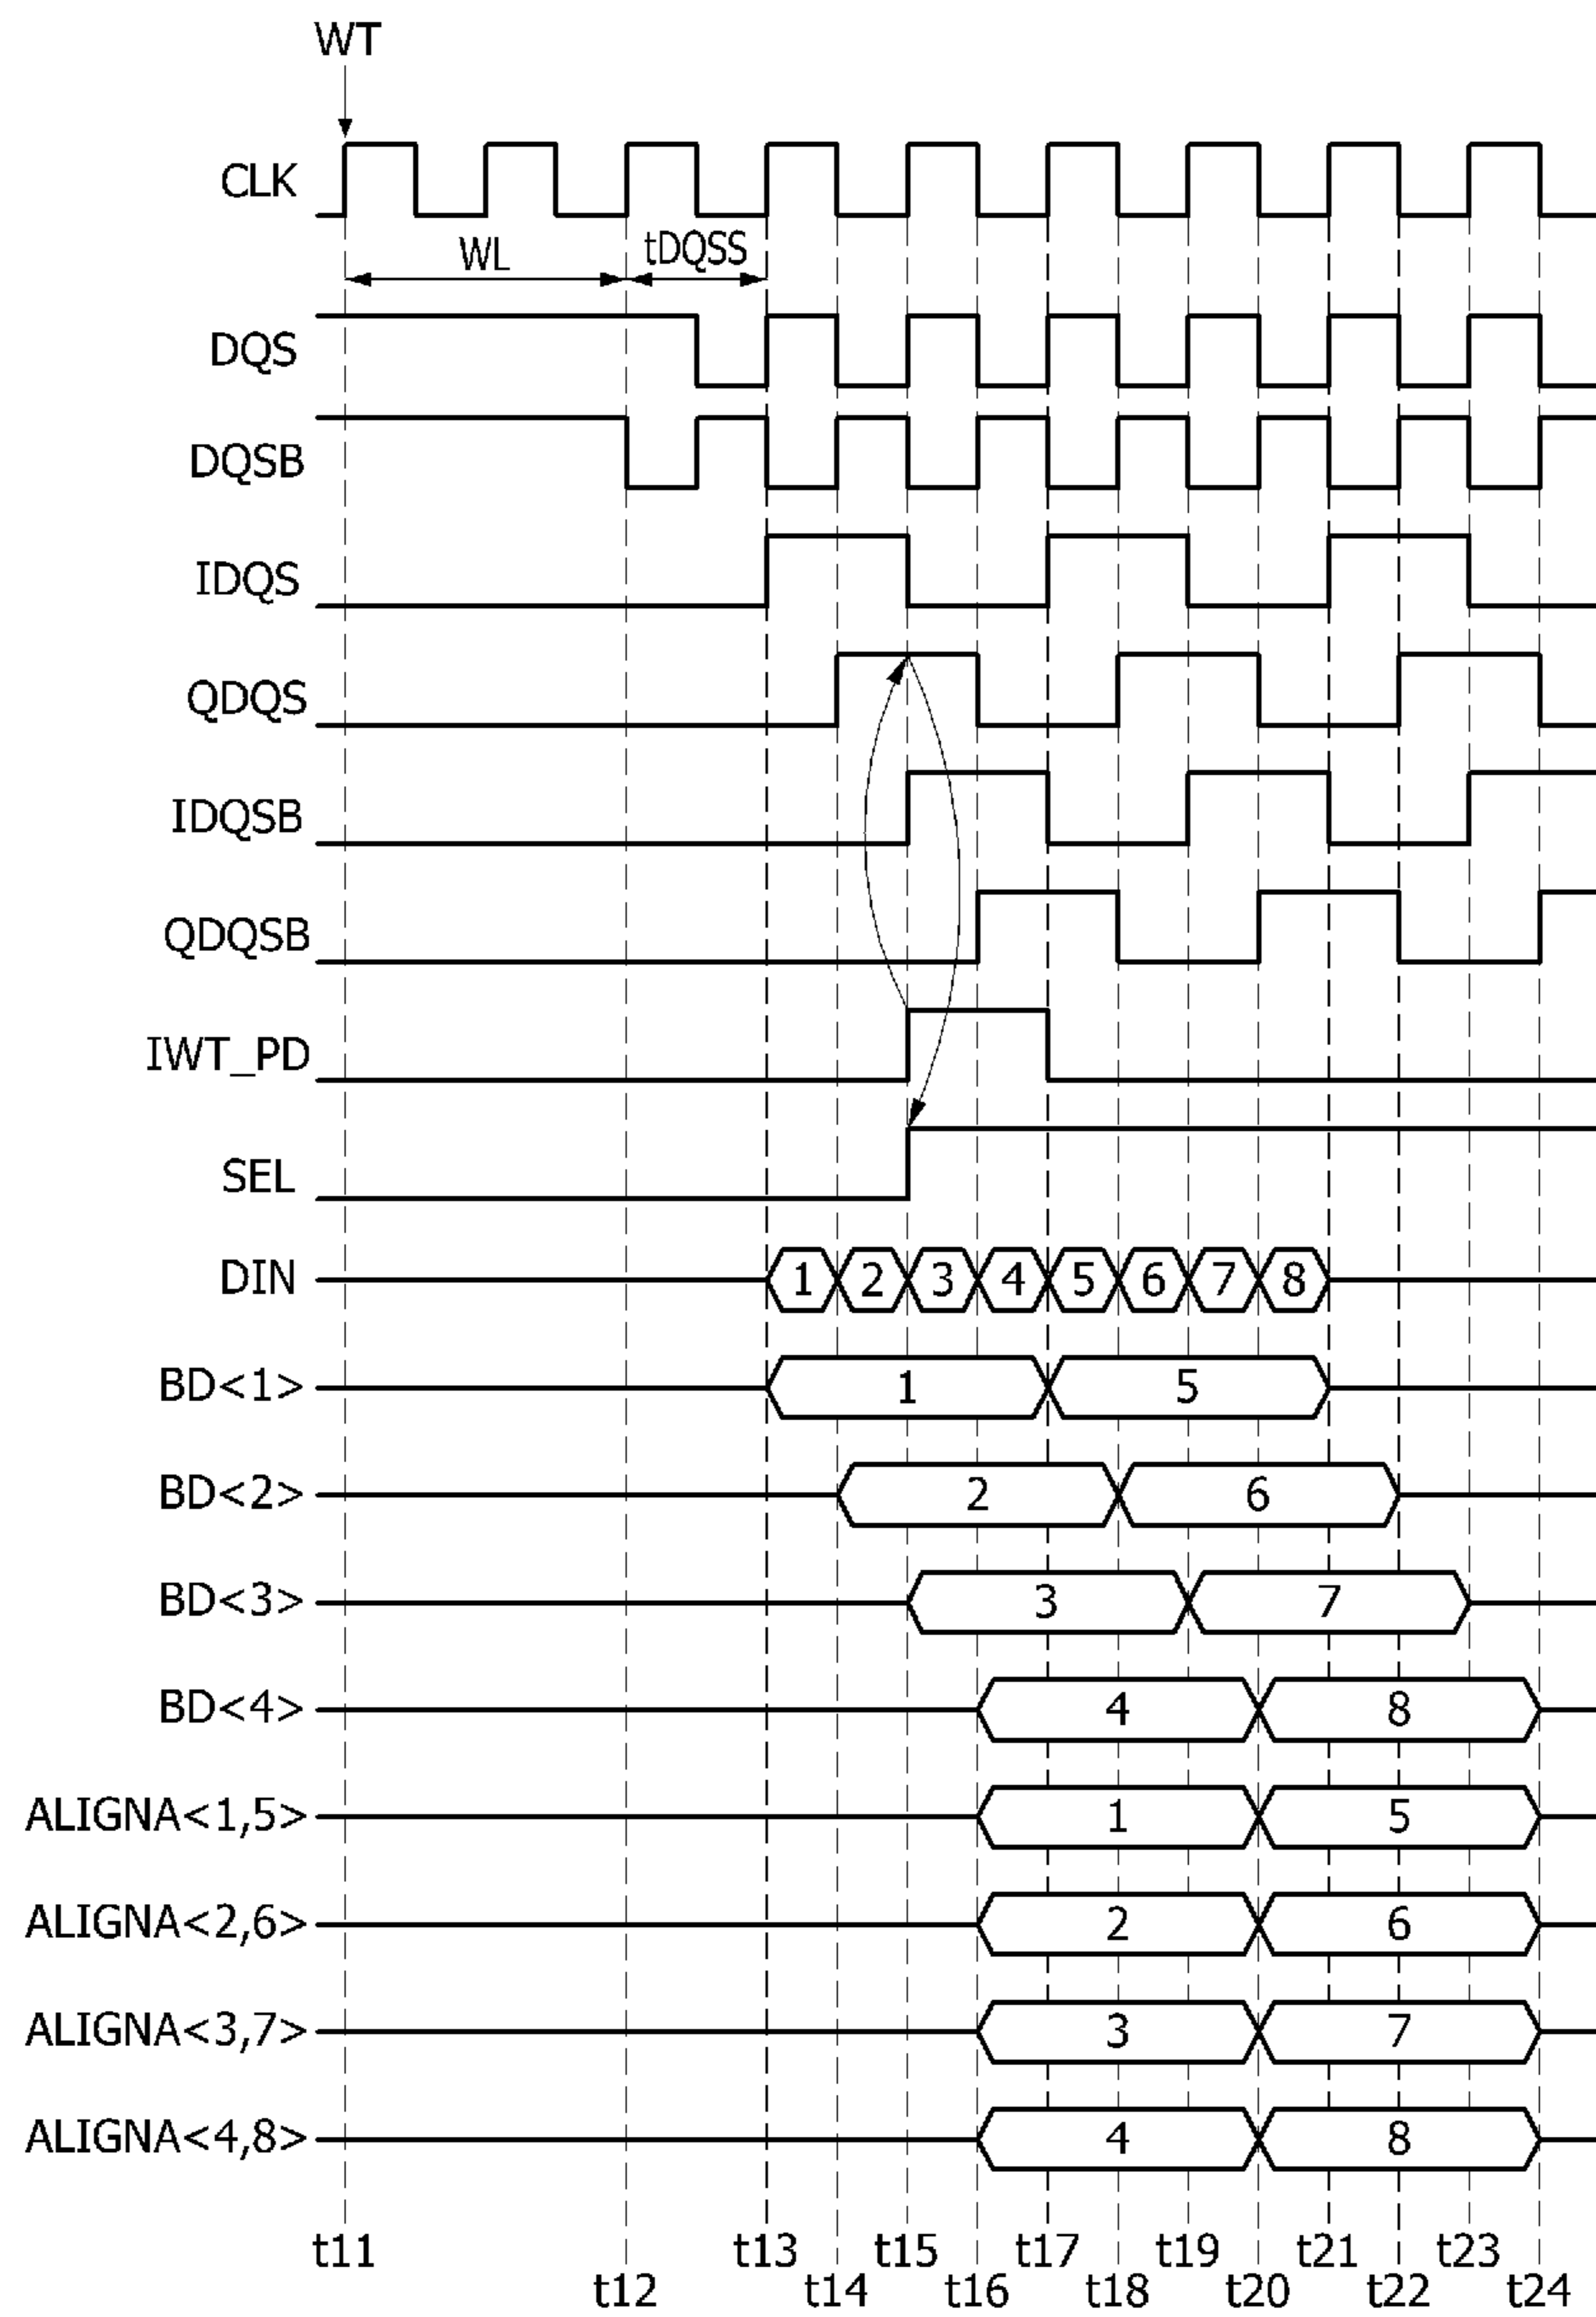 WT
CLK
WL tDQSS
DQS
DQSB
IDQS
QDQS
IDQSB
QDQSB
IWT_PD
SEL
DIN 1 2 3 4 5 6 7 8
BD<1> 1 5
BD<2> 2 6
BD<3> 3 7
BD<4> 4 8
ALIGNA<1,5> 1 5
ALIGNA<2,6> 2 6
ALIGNA<3,7> 3 7
ALIGNA<4,8> 4 8
t11 t13 t15 t17 t19 t21 t23
t12 t14 t16 t18 t20 t22 t24